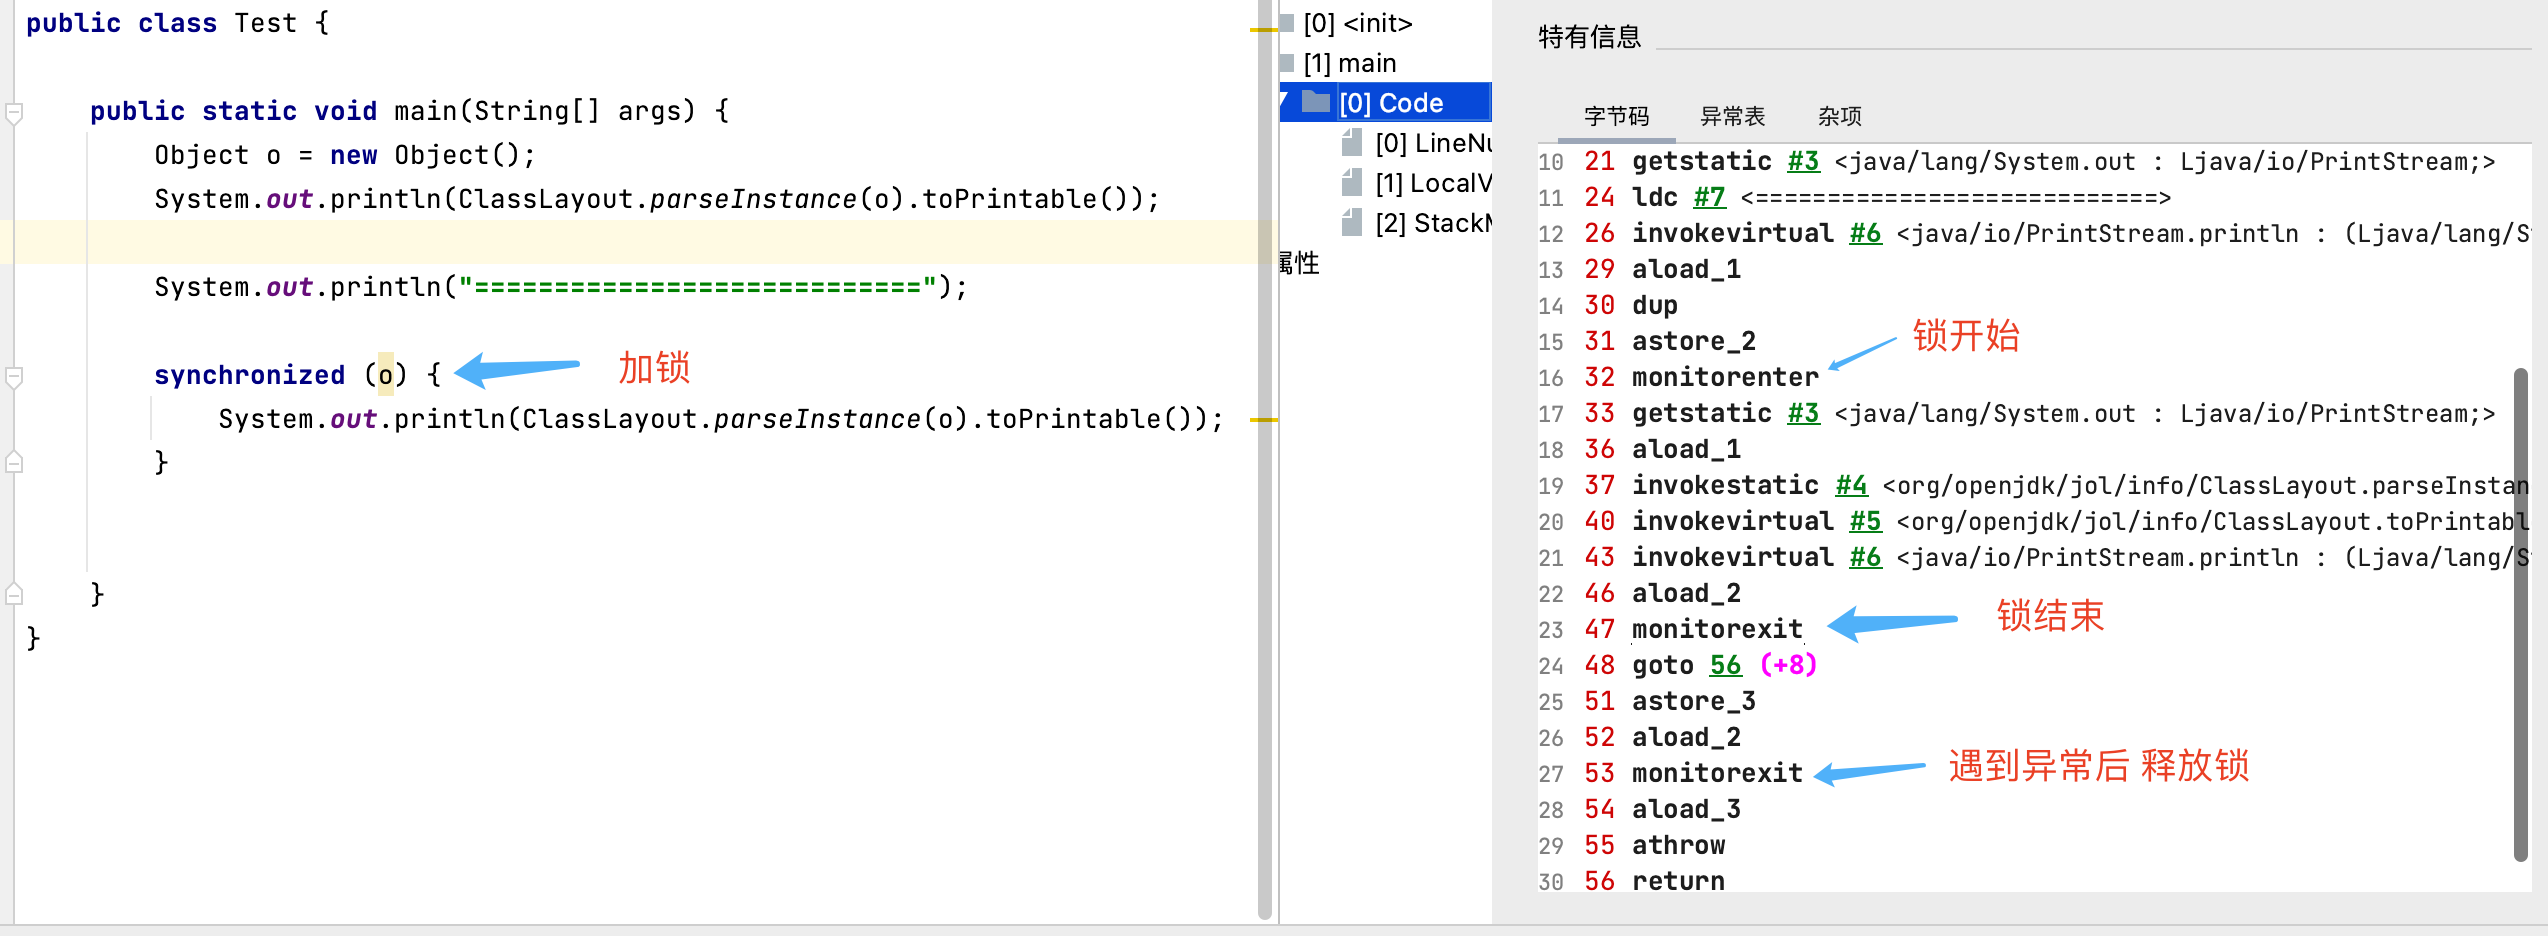 public class Test {
public static void main(String[] args) {
Object o = new Object();
System.out.println(ClassLayout.parseInstance(o).toPrintable());
System.out.println("============================");
synchronized (o) {
加锁
System.out.println(ClassLayout.parseInstance(o).toPrintable());
}
}
}
[0] <init>
[1] main
[0] Code
[0] LineNu
[1] LocalV
[2] StackM
属性
特有信息
字节码 异常表 杂项
10 21 getstatic #3 <java/lang/System.out : Ljava/io/PrintStream;>
11 24 ldc #7 <============================>
12 26 invokevirtual #6 <java/io/PrintStream.println : (Ljava/lang/S
13 29 aload_1
14 30 dup
15 31 astore_2
锁开始
16 32 monitorenter
17 33 getstatic #3 <java/lang/System.out : Ljava/io/PrintStream;>
18 36 aload_1
19 37 invokestatic #4 <org/openjdk/jol/info/ClassLayout.parseInstan
20 40 invokevirtual #5 <org/openjdk/jol/info/ClassLayout.toPrintabl
21 43 invokevirtual #6 <java/io/PrintStream.println : (Ljava/lang/S
22 46 aload_2
23 47 monitorexit
锁结束
24 48 goto 56 (+8)
25 51 astore_3
26 52 aload_2
27 53 monitorexit
遇到异常后 释放锁
28 54 aload_3
29 55 athrow
30 56 return